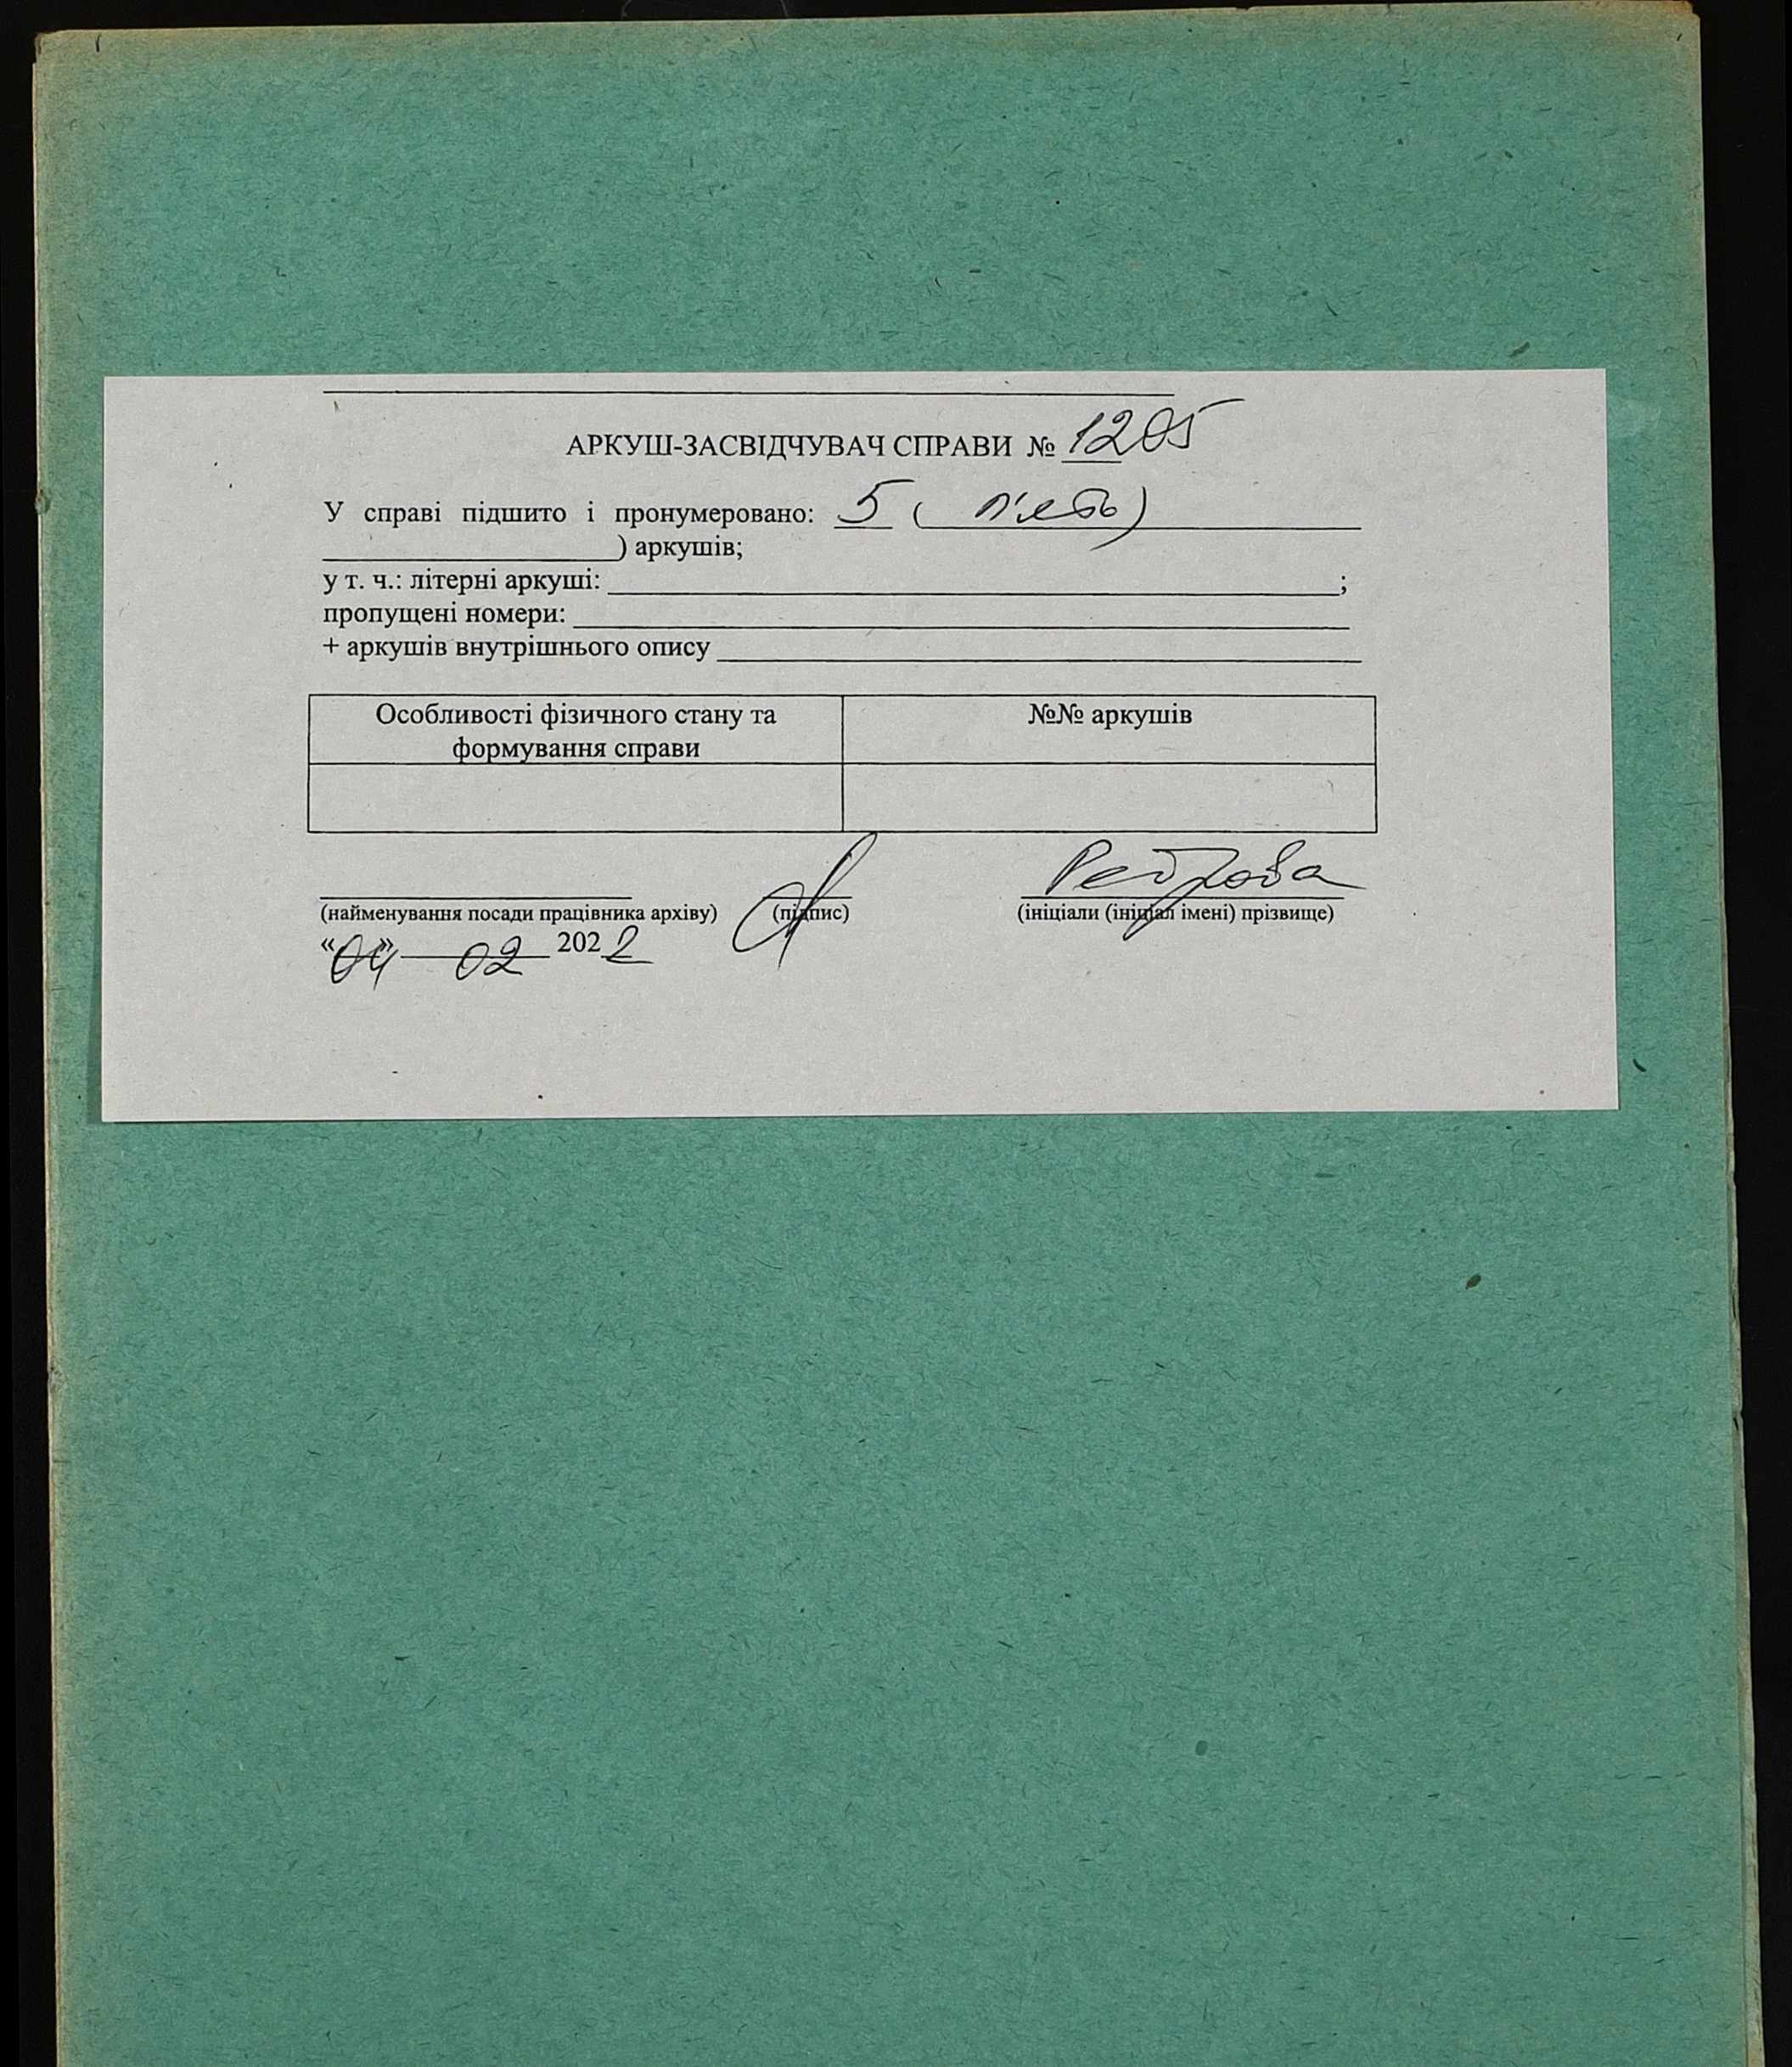 АРКУШ-ЗАСВІДЧУВАЧ СПРАВИ № 1205
У справі підшито і пронумеровано: 5 ( п'ять)
) аркушів;
у т. ч.: літерні аркуші: ;
пропущені номери:
+ аркушів внутрішнього опису
Особливості фізичного стану та
формування справи
№№ аркушів
Реброва
(найменування посади працівника архіву) (підпис) (ініціали (ініціал імені) прізвище)
«04» 02 2022